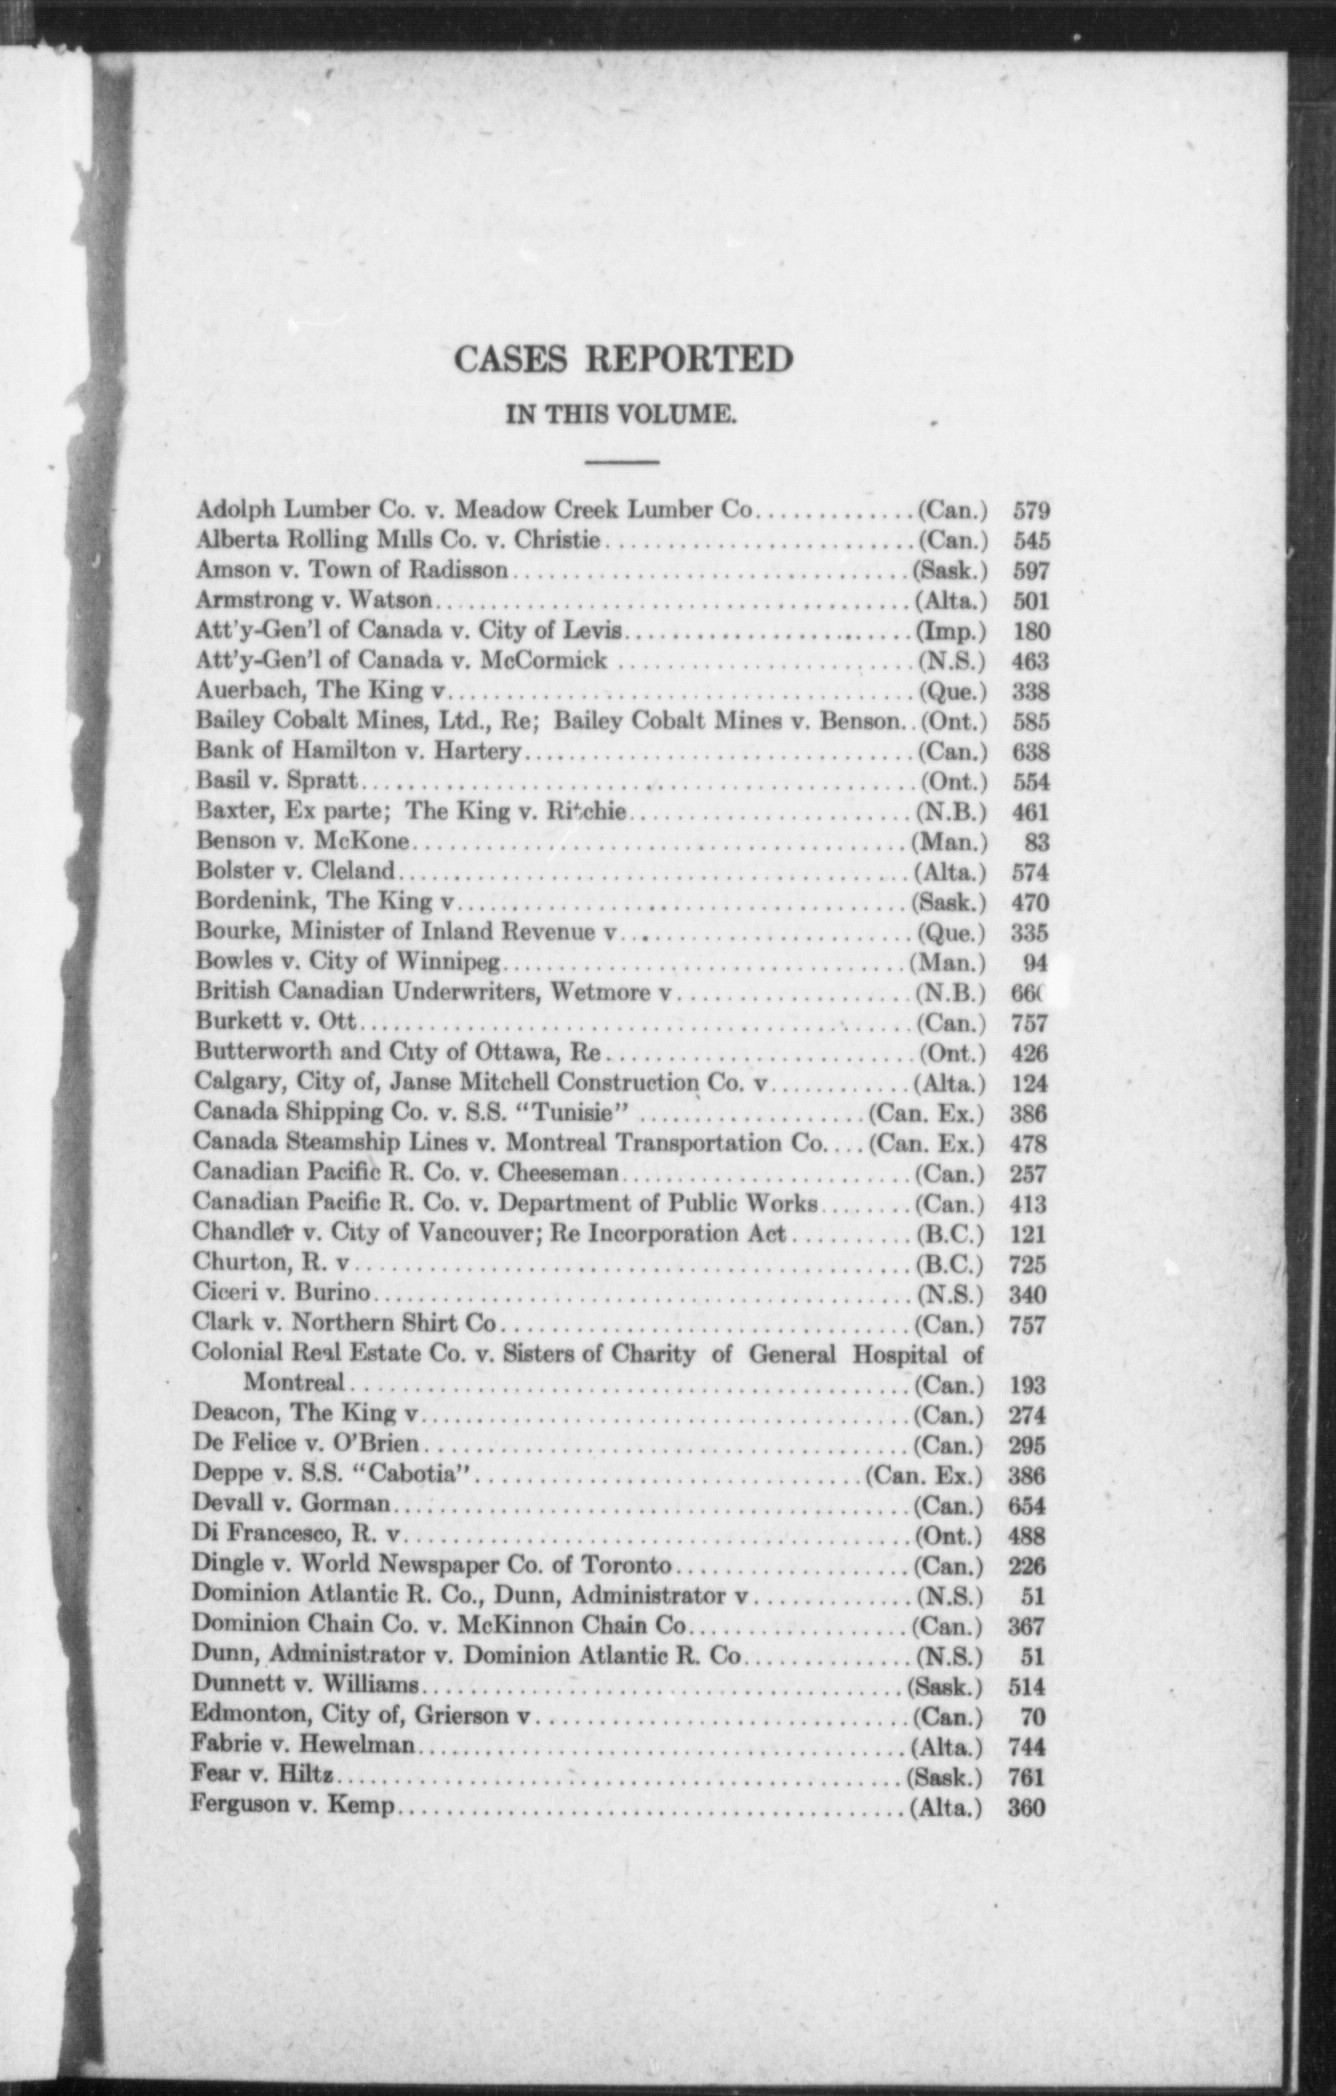 CASES REPORTED
IN THIS VOLUME.
Adolph Lumber Co. v. Meadow Creek Lumber Co.............(Can.) 579
Alberta Rolling Mills Co. v. Christie.........................(Can.) 545
Amson v. Town of Radisson................................(Sask.) 597
Armstrong v. Watson......................................(Alta.) 501
Att'y-Gen'l of Canada v. City of Levis.......................(Imp.) 180
Att'y-Gen'l of Canada v. McCormick ........................(N.S.) 463
Auerbach, The King v......................................(Que.) 338
Bailey Cobalt Mines, Ltd., Re; Bailey Cobalt Mines v. Benson..(Ont.) 585
Bank of Hamilton v. Hartery...............................(Can.) 638
Basil v. Spratt.............................................(Ont.) 554
Baxter, Ex parte; The King v. Ritchie.......................(N.B.) 461
Benson v. McKone........................................(Man.) 83
Bolster v. Cleland.........................................(Alta.) 574
Bordenink, The King v....................................(Sask.) 470
Bourke, Minister of Inland Revenue v........................(Que.) 335
Bowles v. City of Winnipeg................................(Man.) 94
British Canadian Underwriters, Wetmore v...................(N.B.)
Burkett v. Ott.............................................(Can.) 757
Butterworth and City of Ottawa, Re.........................(Ont.) 426
Calgary, City of, Janse Mitchell Construction Co. v............(Alta.) 124
Canada Shipping Co. v. S.S. "Tunisie" ..................(Can. Ex.) 386
Canada Steamship Lines v. Montreal Transportation Co....(Can. Ex.) 478
Canadian Pacific R. Co. v. Cheeseman.......................(Can.) 257
Canadian Pacific R. Co. v. Department of Public Works........(Can.) 413
Chandler v. City of Vancouver; Re Incorporation Act..........(B.C.) 121
Churton, R. v.............................................(B.C.) 725
Ciceri v. Burino............................................(N.S.) 340
Clark v. Northern Shirt Co.................................(Can.) 757
Colonial Real Estate Co. v. Sisters of Charity of General Hospital of
Montreal.............................................(Can.) 193
Deacon, The King v.......................................(Can.) 274
De Felice v. O'Brien.......................................(Can.) 295
Deppe v. S.S. "Cabotia"...............................(Can. Ex.) 386
Devall v. Gorman.........................................(Can.) 654
Di Francesco, R. v.........................................(Ont.) 488
Dingle v. World Newspaper Co. of Toronto...................(Can.) 226
Dominion Atlantic R. Co., Dunn, Administrator v.............(N.S.) 51
Dominion Chain Co. v. McKinnon Chain Co..................(Can.) 367
Dunn, Administrator v. Dominion Atlantic R. Co..............(N.S.) 51
Dunnett v. Williams.......................................(Sask.) 514
Edmonton, City of, Grierson v..............................(Can.) 70
Fabrie v. Hewelman.......................................(Alta.) 744
Fear v. Hiltz..............................................(Sask.) 761
Ferguson v. Kemp.........................................(Alta.) 360